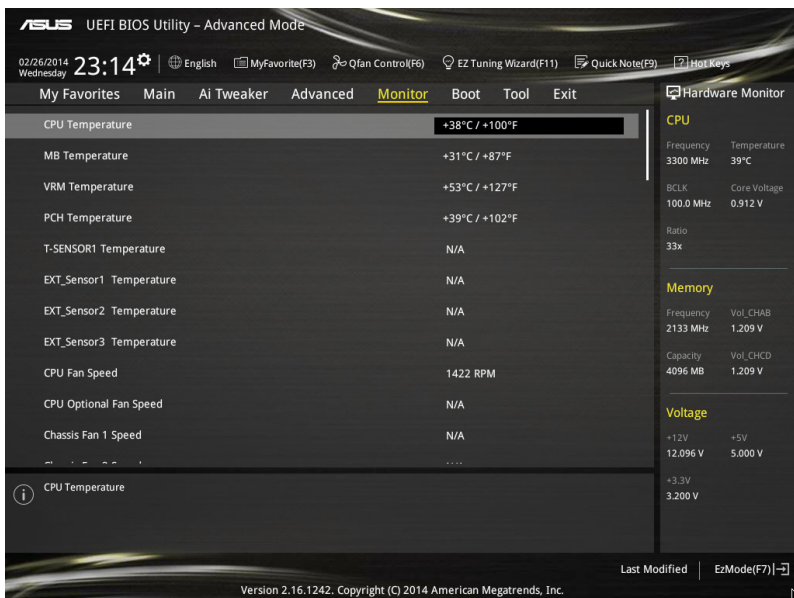 ASUS UEFI BIOS Utility – Advanced Mode
02/26/2014 Wednesday 23:14 English MyFavorite(F3) Qfan Control(F6) EZ Tuning Wizard(F11) Quick Note(F9) ? Hot Keys
My Favorites Main Ai Tweaker Advanced Monitor Boot Tool Exit
CPU Temperature +38°C / +100°F
MB Temperature +31°C / +87°F
VRM Temperature +53°C / +127°F
PCH Temperature +39°C / +102°F
T-SENSOR1 Temperature N/A
EXT_Sensor1 Temperature N/A
EXT_Sensor2 Temperature N/A
EXT_Sensor3 Temperature N/A
CPU Fan Speed 1422 RPM
CPU Optional Fan Speed N/A
Chassis Fan 1 Speed N/A
i CPU Temperature
Hardware Monitor
CPU
Frequency Temperature
3300 MHz 39°C
BCLK Core Voltage
100.0 MHz 0.912 V
Ratio
33x
Memory
Frequency Vol_CHAB
2133 MHz 1.209 V
Capacity Vol_CHCD
4096 MB 1.209 V
Voltage
+12V +5V
12.096 V 5.000 V
+3.3V
3.200 V
Last Modified EzMode(F7)
Version 2.16.1242. Copyright (C) 2014 American Megatrends, Inc.